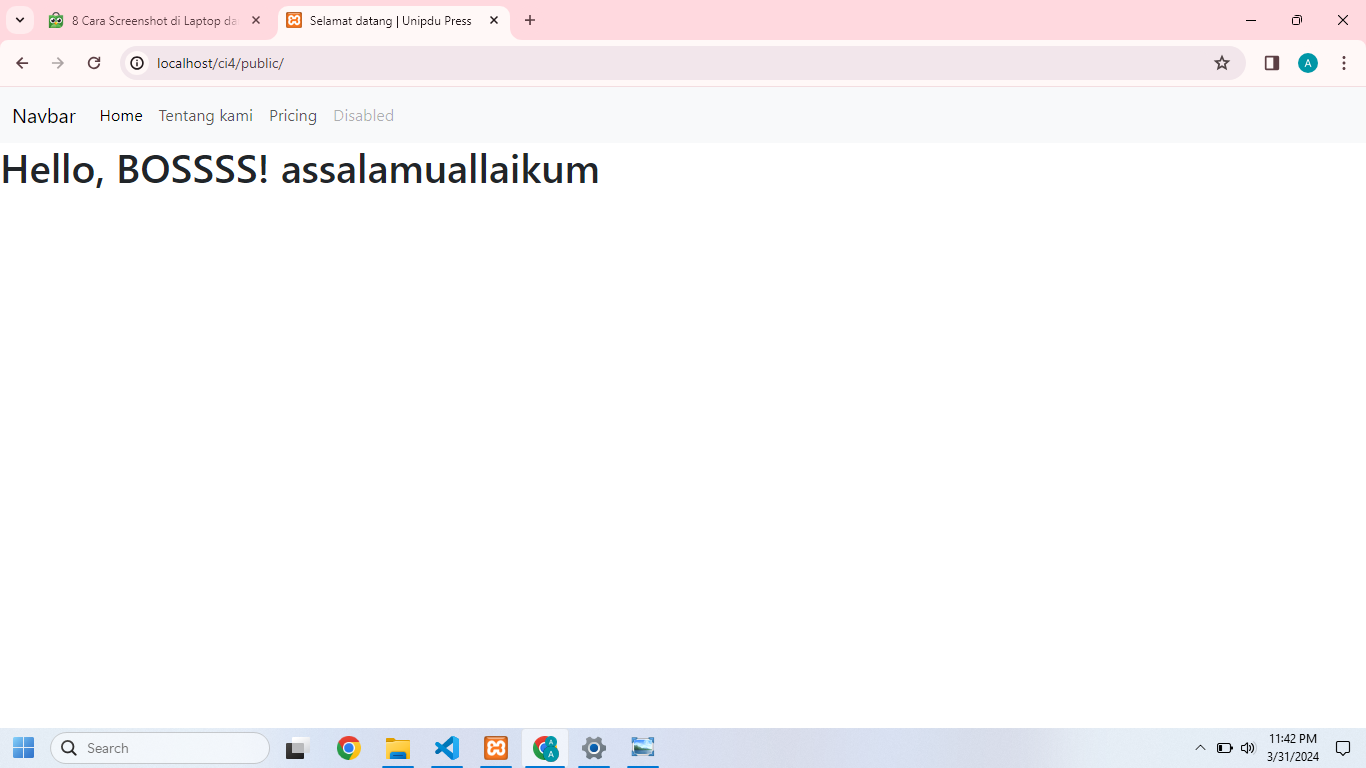 8 Cara Screenshot di Laptop da
Selamat datang | Unipdu Press
localhost/ci4/public/
A
Navbar Home Tentang kami Pricing Disabled
Hello, BOSSSS! assalamuallaikum
Search
A
A
11:42 PM
3/31/2024